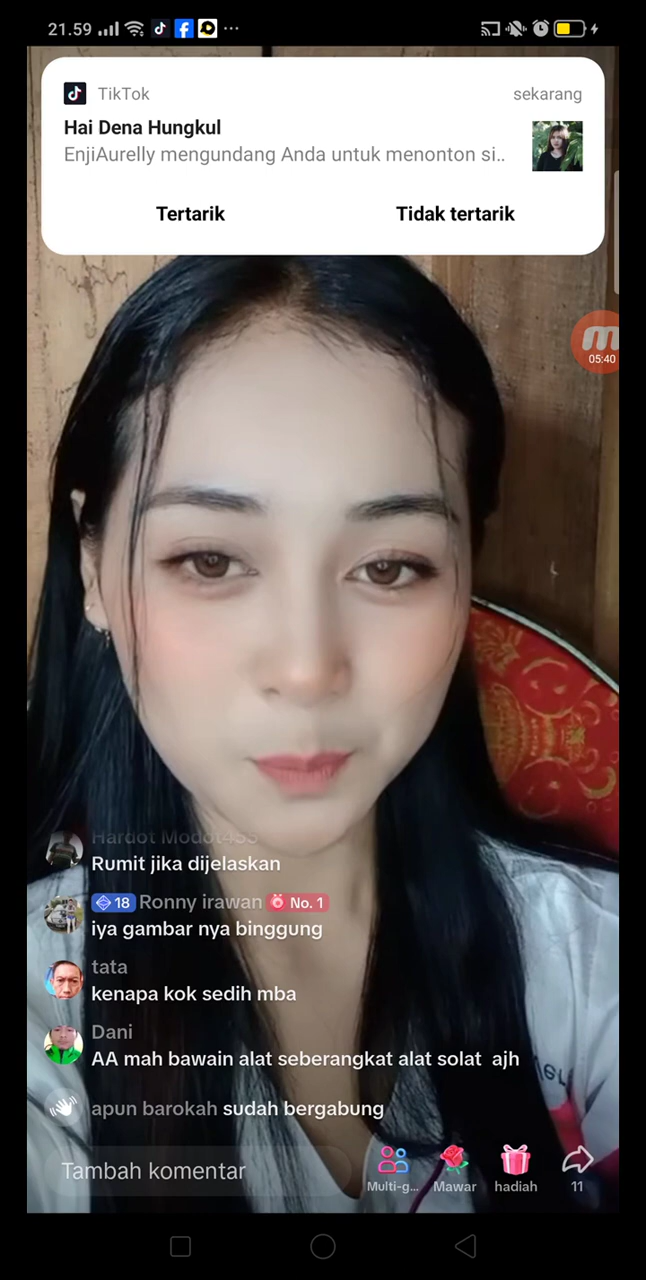 21.59
TikTok
sekarang
Hai Dena Hungkul
EnjiAurelly mengundang Anda untuk menonton si..
Tertarik
Tidak tertarik
05:40
Hardot Modot455
Rumit jika dijelaskan
18 Ronny irawan No. 1
iya gambar nya binggung
tata
kenapa kok sedih mba
Dani
AA mah bawain alat seberangkat alat solat ajh
apun barokah sudah bergabung
Tambah komentar
Multi-g...
Mawar
hadiah
11